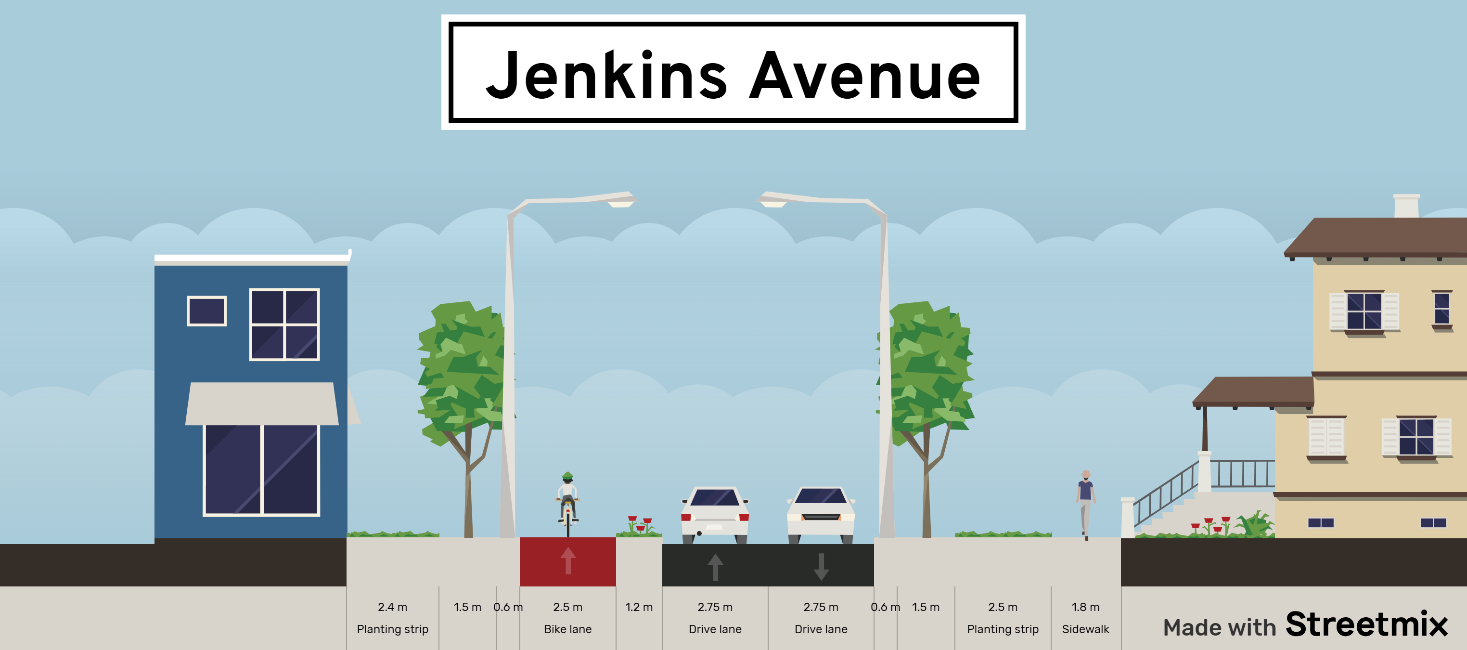 Jenkins Avenue
2.4 m
Planting strip
1.5 m
0.6 m
2.5 m
Bike lane
1.2 m
2.75 m
Drive lane
2.75 m
Drive lane
0.6 m
1.5 m
2.5 m
Planting strip
1.8 m
Sidewalk
Made with Streetmix